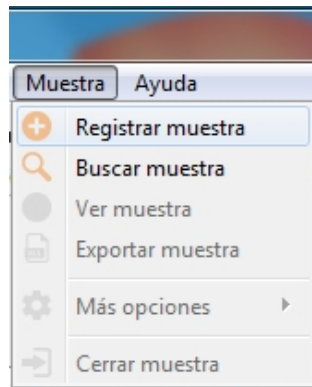 Muestra Ayuda
Registrar muestra
Buscar muestra
Ver muestra
Exportar muestra
Más opciones
Cerrar muestra